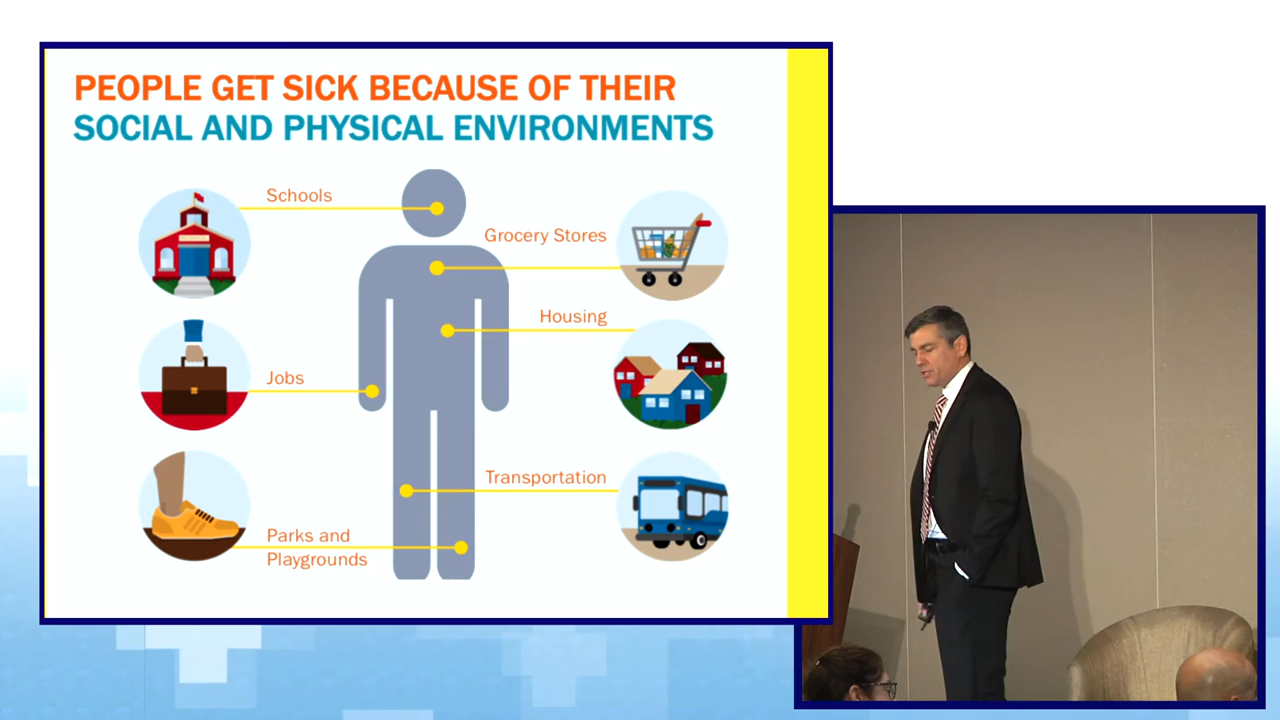 PEOPLE GET SICK BECAUSE OF THEIR
SOCIAL AND PHYSICAL ENVIRONMENTS
Schools
Grocery Stores
Housing
Jobs
Transportation
Parks and
Playgrounds